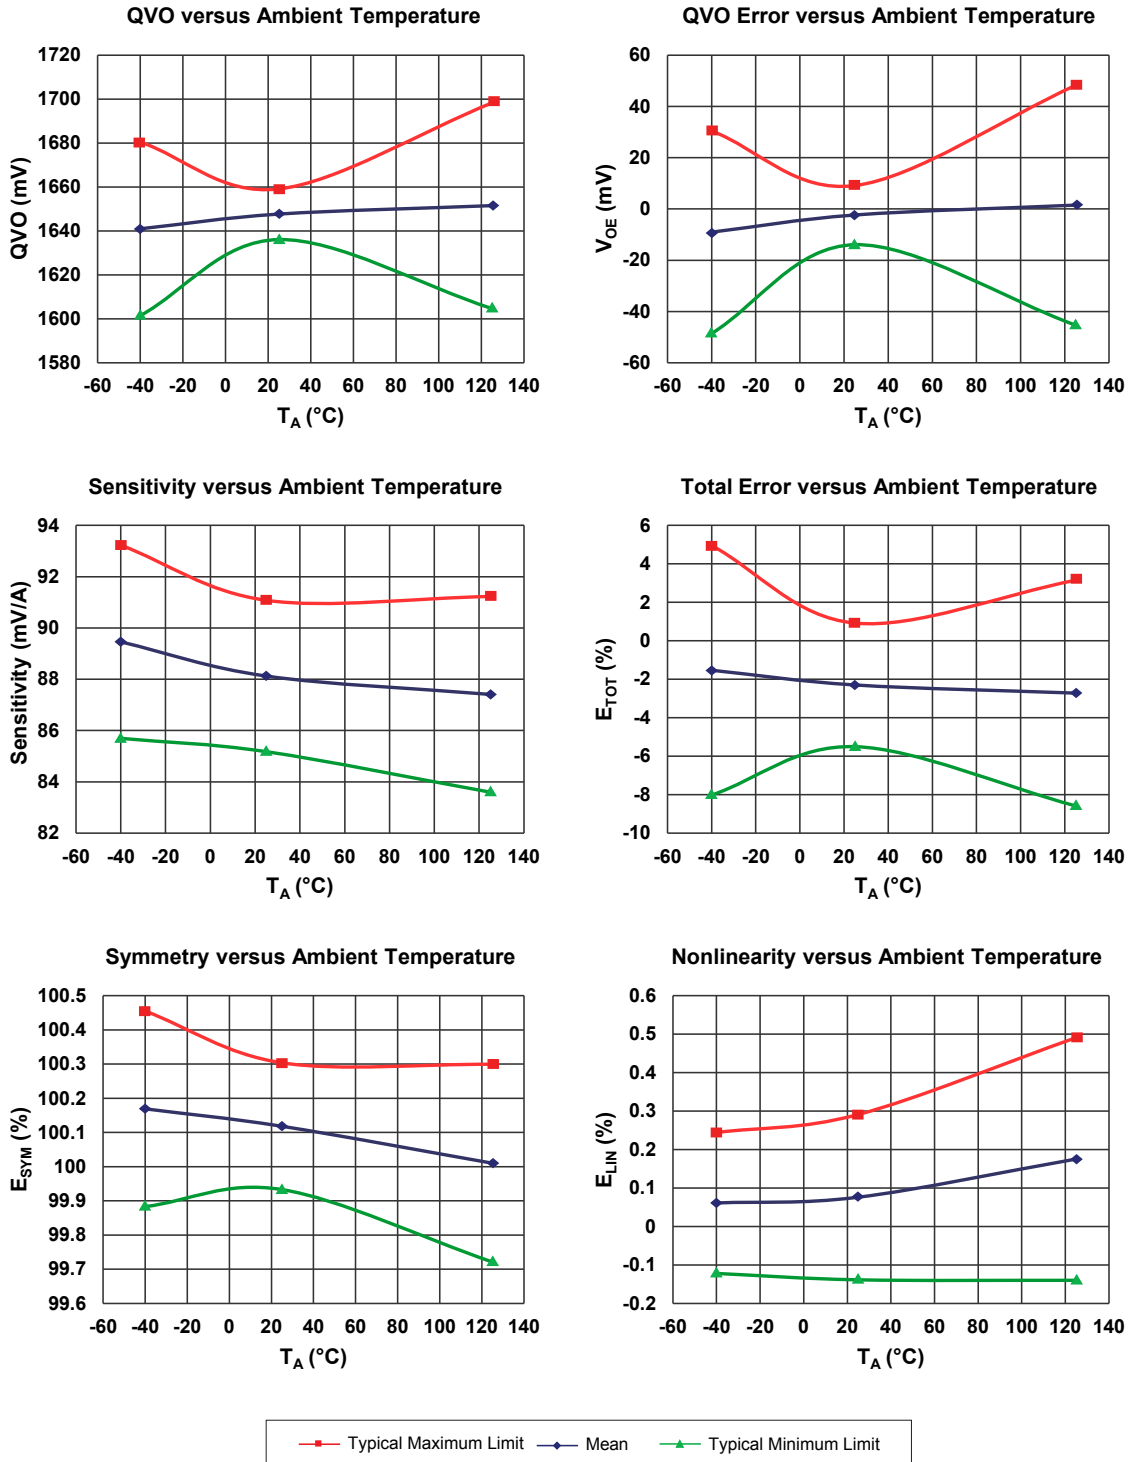 QVO versus Ambient Temperature
1720
1700
1680
1660
1640
1620
1600
1580
QVO (mV)
-60 -40 -20 0 20 40 60 80 100 120 140
TA (°C)
QVO Error versus Ambient Temperature
60
40
20
0
-20
-40
-60
VOE (mV)
-60 -40 -20 0 20 40 60 80 100 120 140
TA (°C)
Sensitivity versus Ambient Temperature
94
92
90
88
86
84
82
Sensitivity (mV/A)
-60 -40 -20 0 20 40 60 80 100 120 140
TA (°C)
Total Error versus Ambient Temperature
6
4
2
0
-2
-4
-6
-8
-10
ETOT (%)
-60 -40 -20 0 20 40 60 80 100 120 140
TA (°C)
Symmetry versus Ambient Temperature
100.5
100.4
100.3
100.2
100.1
100
99.9
99.8
99.7
99.6
ESYM (%)
-60 -40 -20 0 20 40 60 80 100 120 140
TA (°C)
Nonlinearity versus Ambient Temperature
0.6
0.5
0.4
0.3
0.2
0.1
0
-0.1
-0.2
ELIN (%)
-60 -40 -20 0 20 40 60 80 100 120 140
TA (°C)
Typical Maximum Limit Mean Typical Minimum Limit